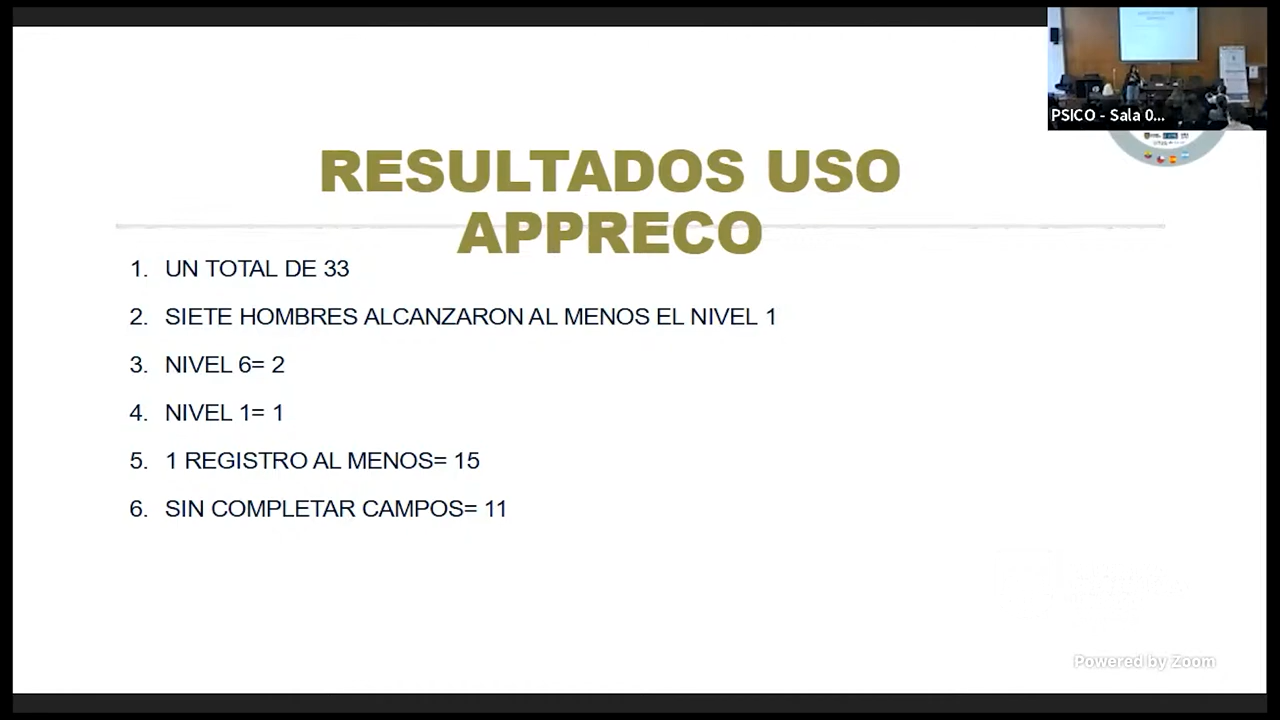 PSICO - Sala 0...
RESULTADOS USO
APPRECO
1. UN TOTAL DE 33
2. SIETE HOMBRES ALCANZARON AL MENOS EL NIVEL 1
3. NIVEL 6= 2
4. NIVEL 1= 1
5. 1 REGISTRO AL MENOS= 15
6. SIN COMPLETAR CAMPOS= 11
Powered by Zoom